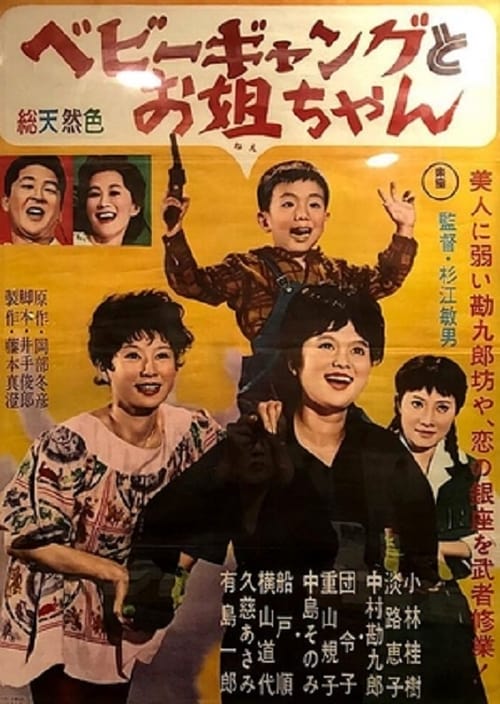 ベビーギャングと
お姐ちゃん
ねえ
総天然色
東宝
監督・杉江敏男
美人に弱い勘九郎坊や、恋の銀座を武者修業!
原作・岡部冬彦
脚本・井手俊郎
製作・藤本真澄
小林桂樹
淡路恵子
中村勘九郎
団令子
重山規子
中島そのみ
船戸順
横山道代
久慈あさみ
有島一郎